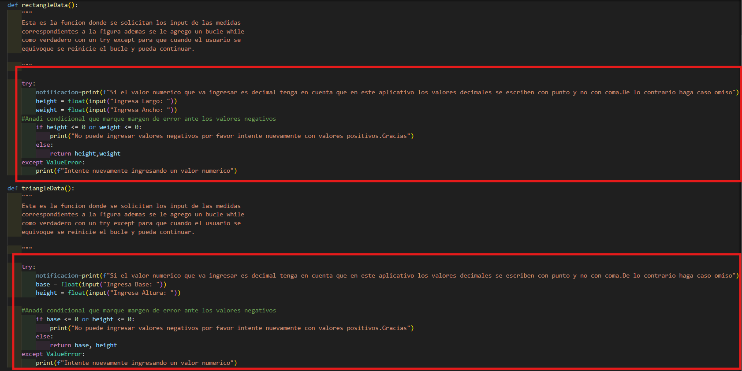 def rectangleData():
"""
Esta es la funcion donde se solicitan los input de las medidas
correspondientes a la figura ademas se le agrego un bucle while
como verdadero con un try except para que cuando el usuario se
equivoque se reinicie el bucle y pueda continuar.
"""
try:
notificacion=print(f"Si el valor numerico que va ingresar es decimal tenga en cuenta que en este aplicativo los valores decimales se escriben con punto y no con coma.De lo contrario haga caso omiso")
height = float(input("Ingresa Largo: "))
weight = float(input("Ingresa Ancho: "))
#Anadi condicional que marque margen de error ante los valores negativos
if height <= 0 or weight <= 0:
print("No puede ingresar valores negativos por favor intente nuevamente con valores positivos.Gracias")
else:
return height,weight
except ValueError:
print(f"Intente nuevamente ingresando un valor numerico")
def triangleData():
"""
Esta es la funcion donde se solicitan los input de las medidas
correspondientes a la figura ademas se le agrego un bucle while
como verdadero con un try except para que cuando el usuario se
equivoque se reinicie el bucle y pueda continuar.
"""
try:
notificacion=print(f"Si el valor numerico que va ingresar es decimal tenga en cuenta que en este aplicativo los valores decimales se escriben con punto y no con coma.De lo contrario haga caso omiso")
base = float(input("Ingresa Base: "))
height = float(input("Ingresa Altura: "))
#Anadi condicional que marque margen de error ante los valores negativos
if base <= 0 or height <= 0:
print("No puede ingresar valores negativos por favor intente nuevamente con valores positivos.Gracias")
else:
return base, height
except ValueError:
print(f"Intente nuevamente ingresando un valor numerico")